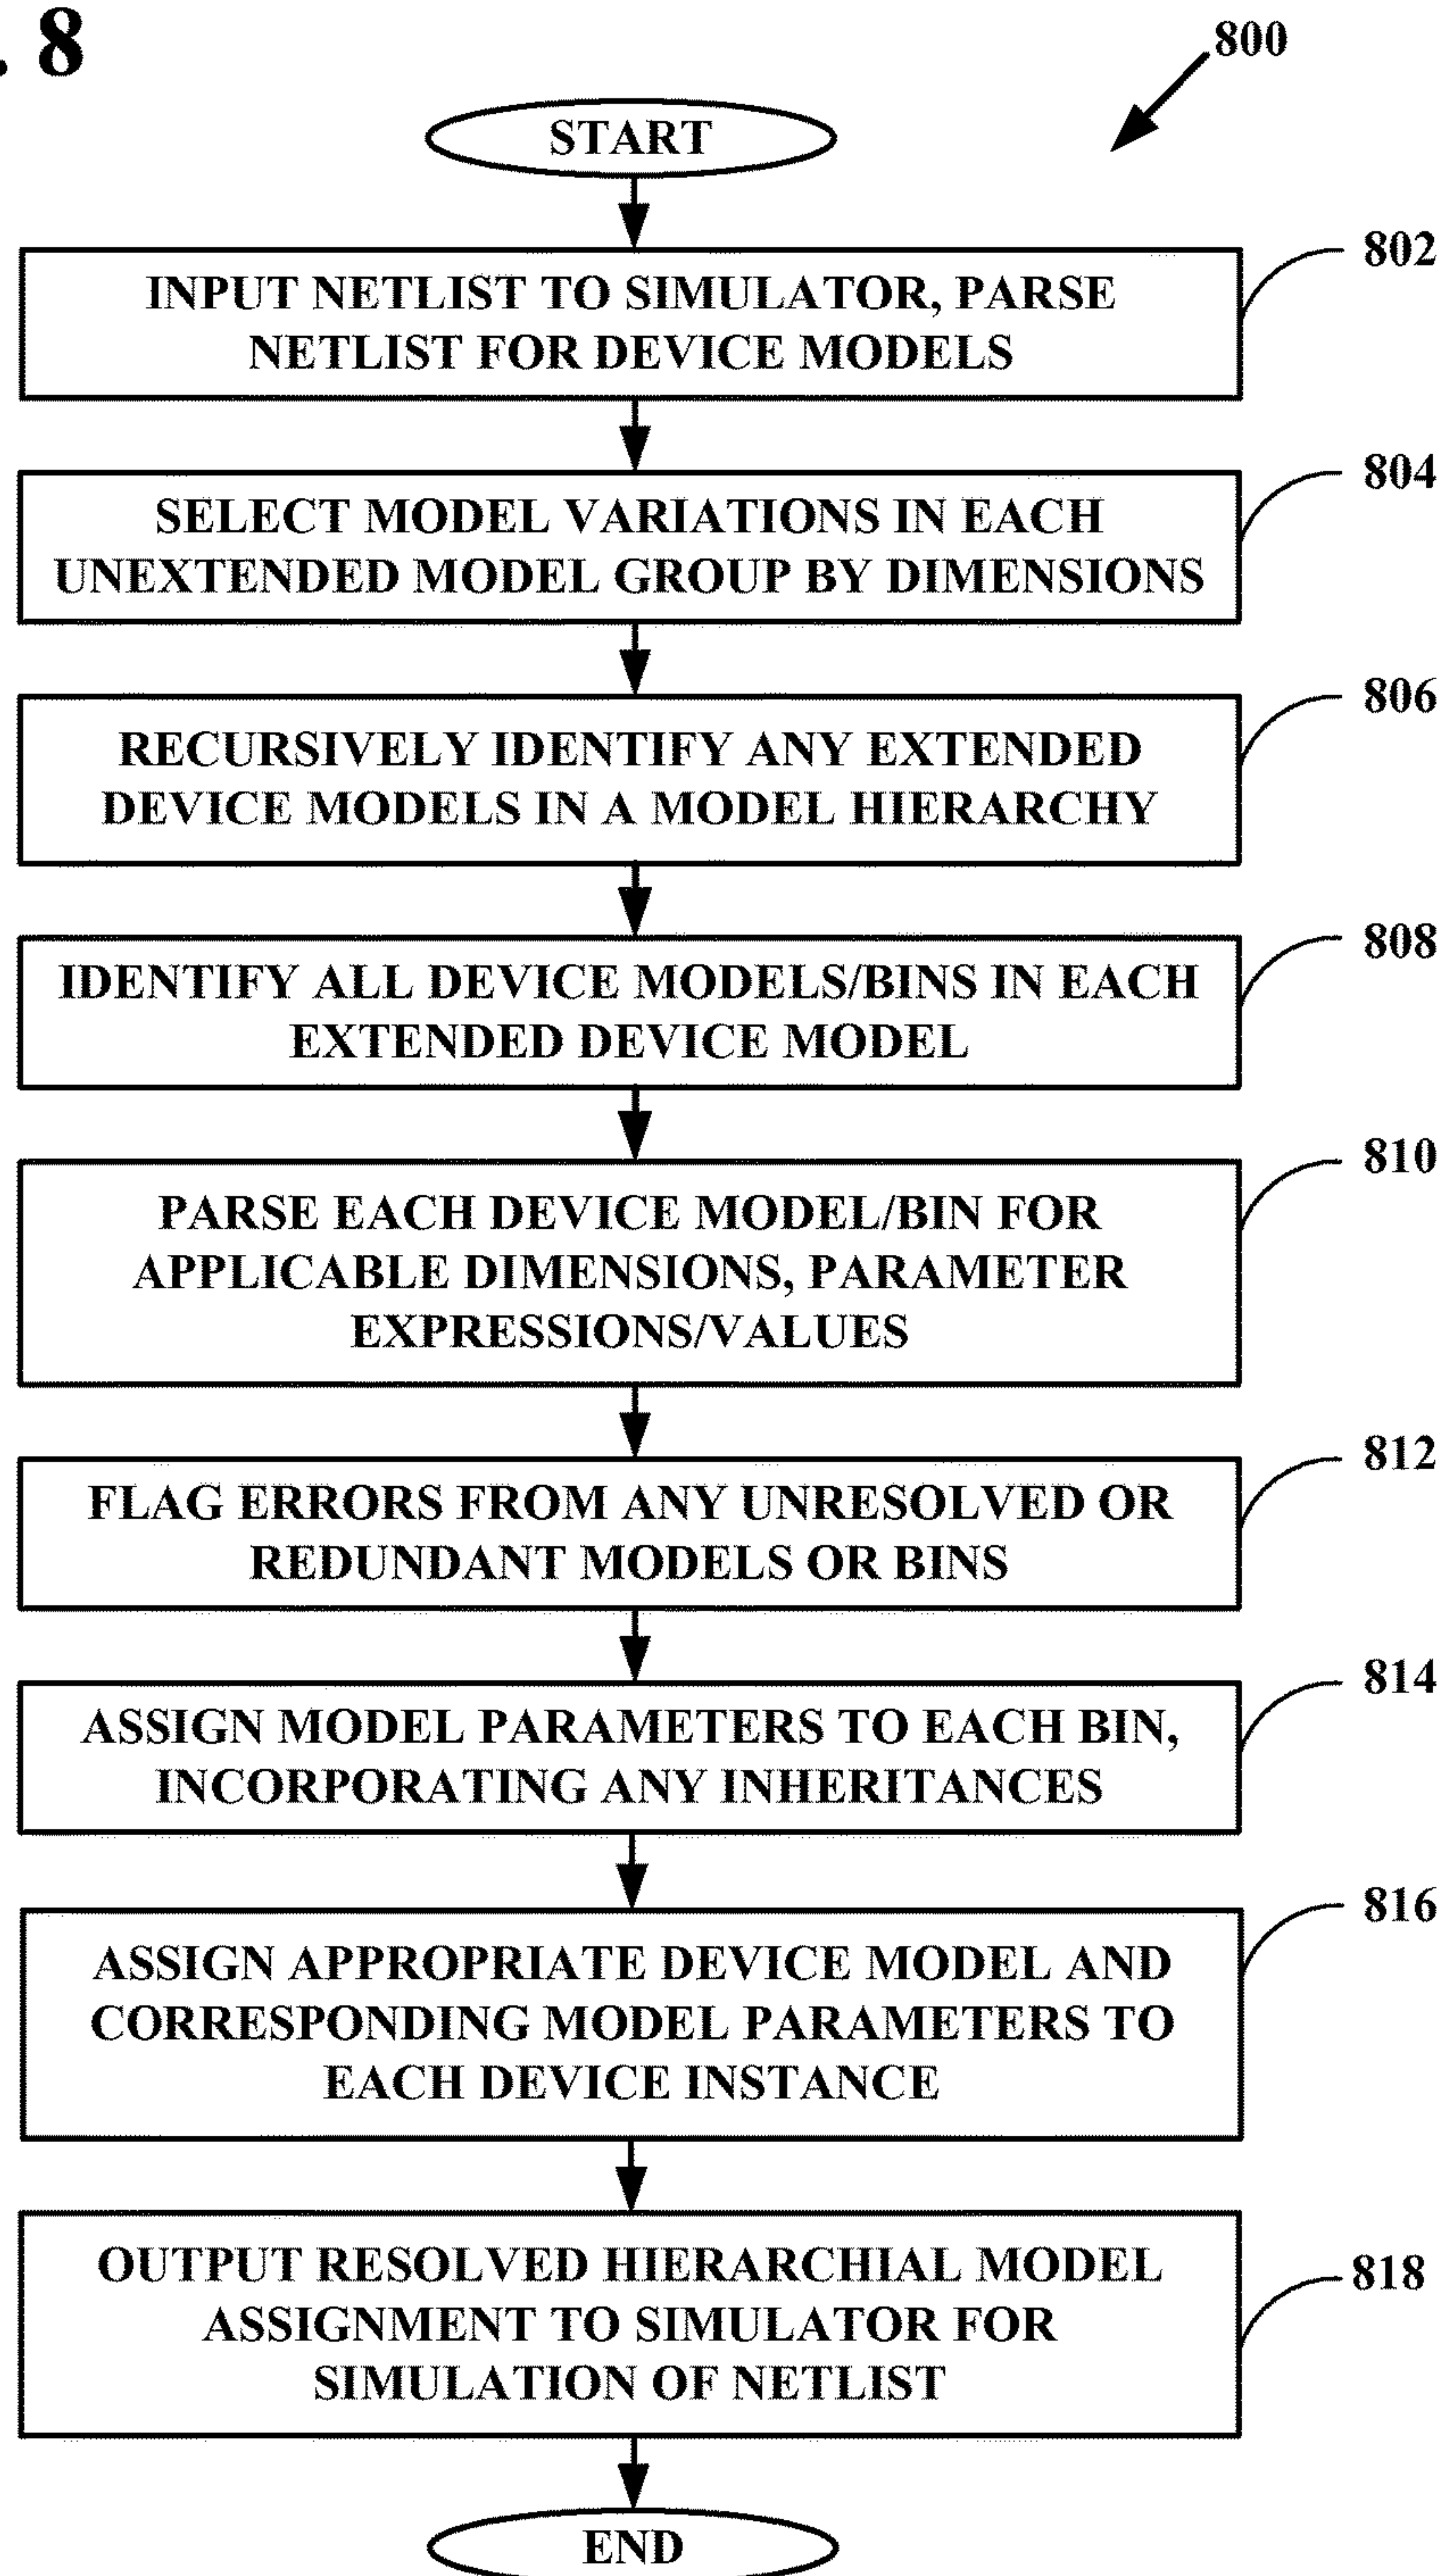 . 8
800
START
802
INPUT NETLIST TO SIMULATOR, PARSE
NETLIST FOR DEVICE MODELS
804
SELECT MODEL VARIATIONS IN EACH
UNEXTENDED MODEL GROUP BY DIMENSIONS
806
RECURSIVELY IDENTIFY ANY EXTENDED
DEVICE MODELS IN A MODEL HIERARCHY
808
IDENTIFY ALL DEVICE MODELS/BINS IN EACH
EXTENDED DEVICE MODEL
810
PARSE EACH DEVICE MODEL/BIN FOR
APPLICABLE DIMENSIONS, PARAMETER
EXPRESSIONS/VALUES
812
FLAG ERRORS FROM ANY UNRESOLVED OR
REDUNDANT MODELS OR BINS
814
ASSIGN MODEL PARAMETERS TO EACH BIN,
INCORPORATING ANY INHERITANCES
816
ASSIGN APPROPRIATE DEVICE MODEL AND
CORRESPONDING MODEL PARAMETERS TO
EACH DEVICE INSTANCE
818
OUTPUT RESOLVED HIERARCHIAL MODEL
ASSIGNMENT TO SIMULATOR FOR
SIMULATION OF NETLIST
END